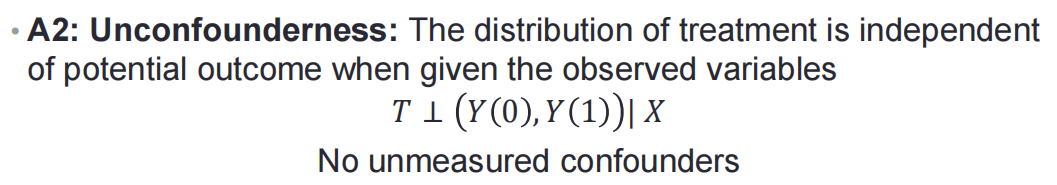 • A2: Unconfounderness: The distribution of treatment is independent
of potential outcome when given the observed variables
T ⊥ (Y(0), Y(1))| X
No unmeasured confounders